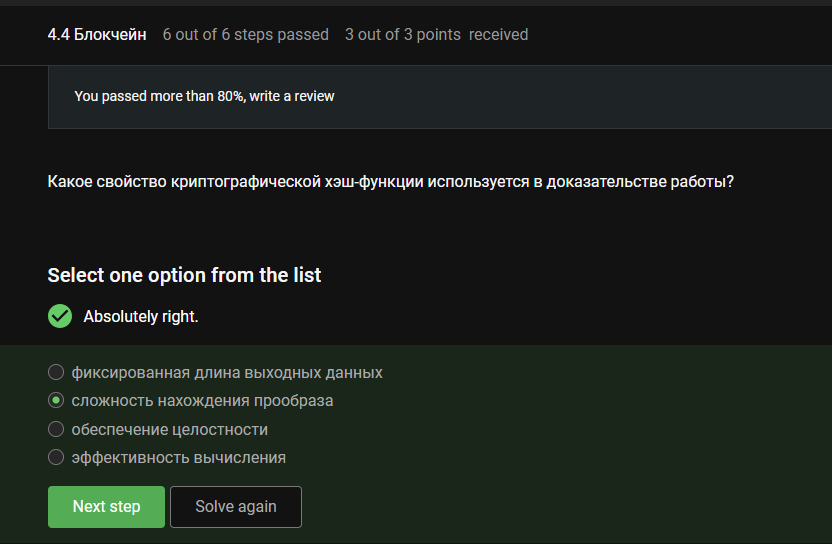 4.4 Блокчейн 6 out of 6 steps passed 3 out of 3 points received
You passed more than 80%, write a review
Какое свойство криптографической хэш-функции используется в доказательстве работы?
Select one option from the list
Absolutely right.
фиксированная длина выходных данных
сложность нахождения прообраза
обеспечение целостности
эффективность вычисления
Next step Solve again